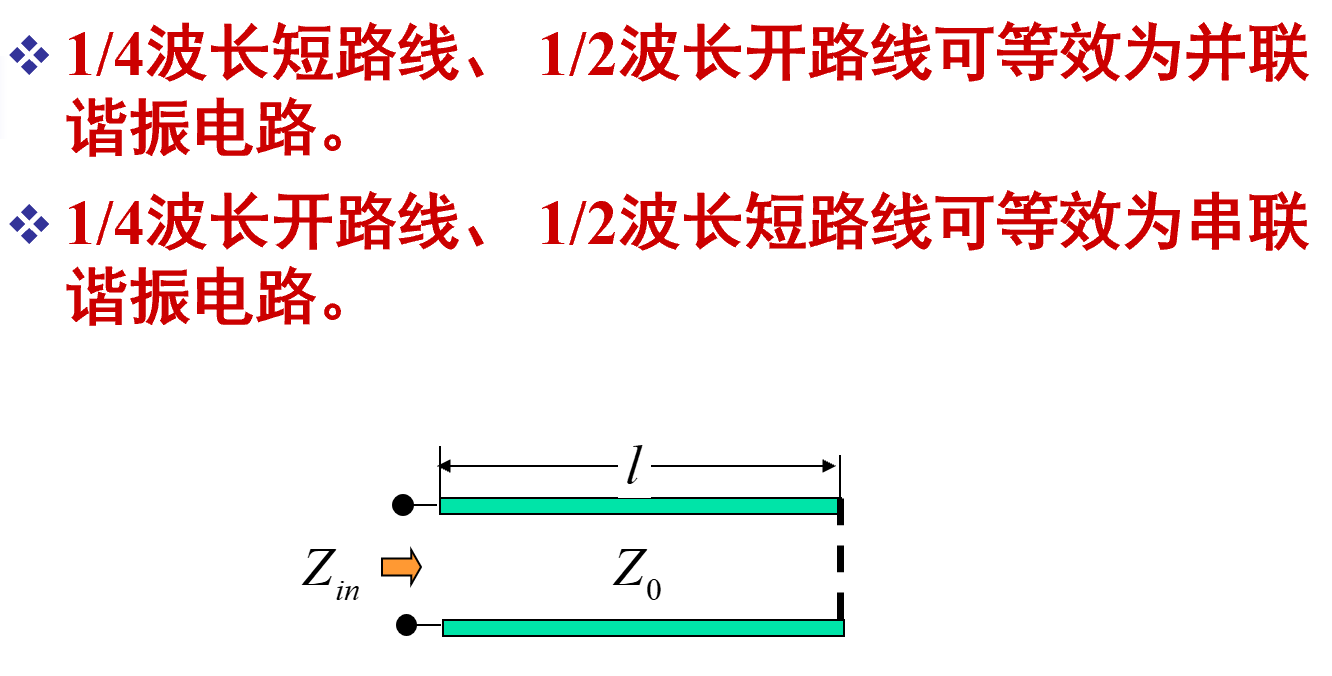 ❖ 1/4波长短路线、 1/2波长开路线可等效为并联
谐振电路。
❖ 1/4波长开路线、 1/2波长短路线可等效为串联
谐振电路。
l
Z_in Z_0